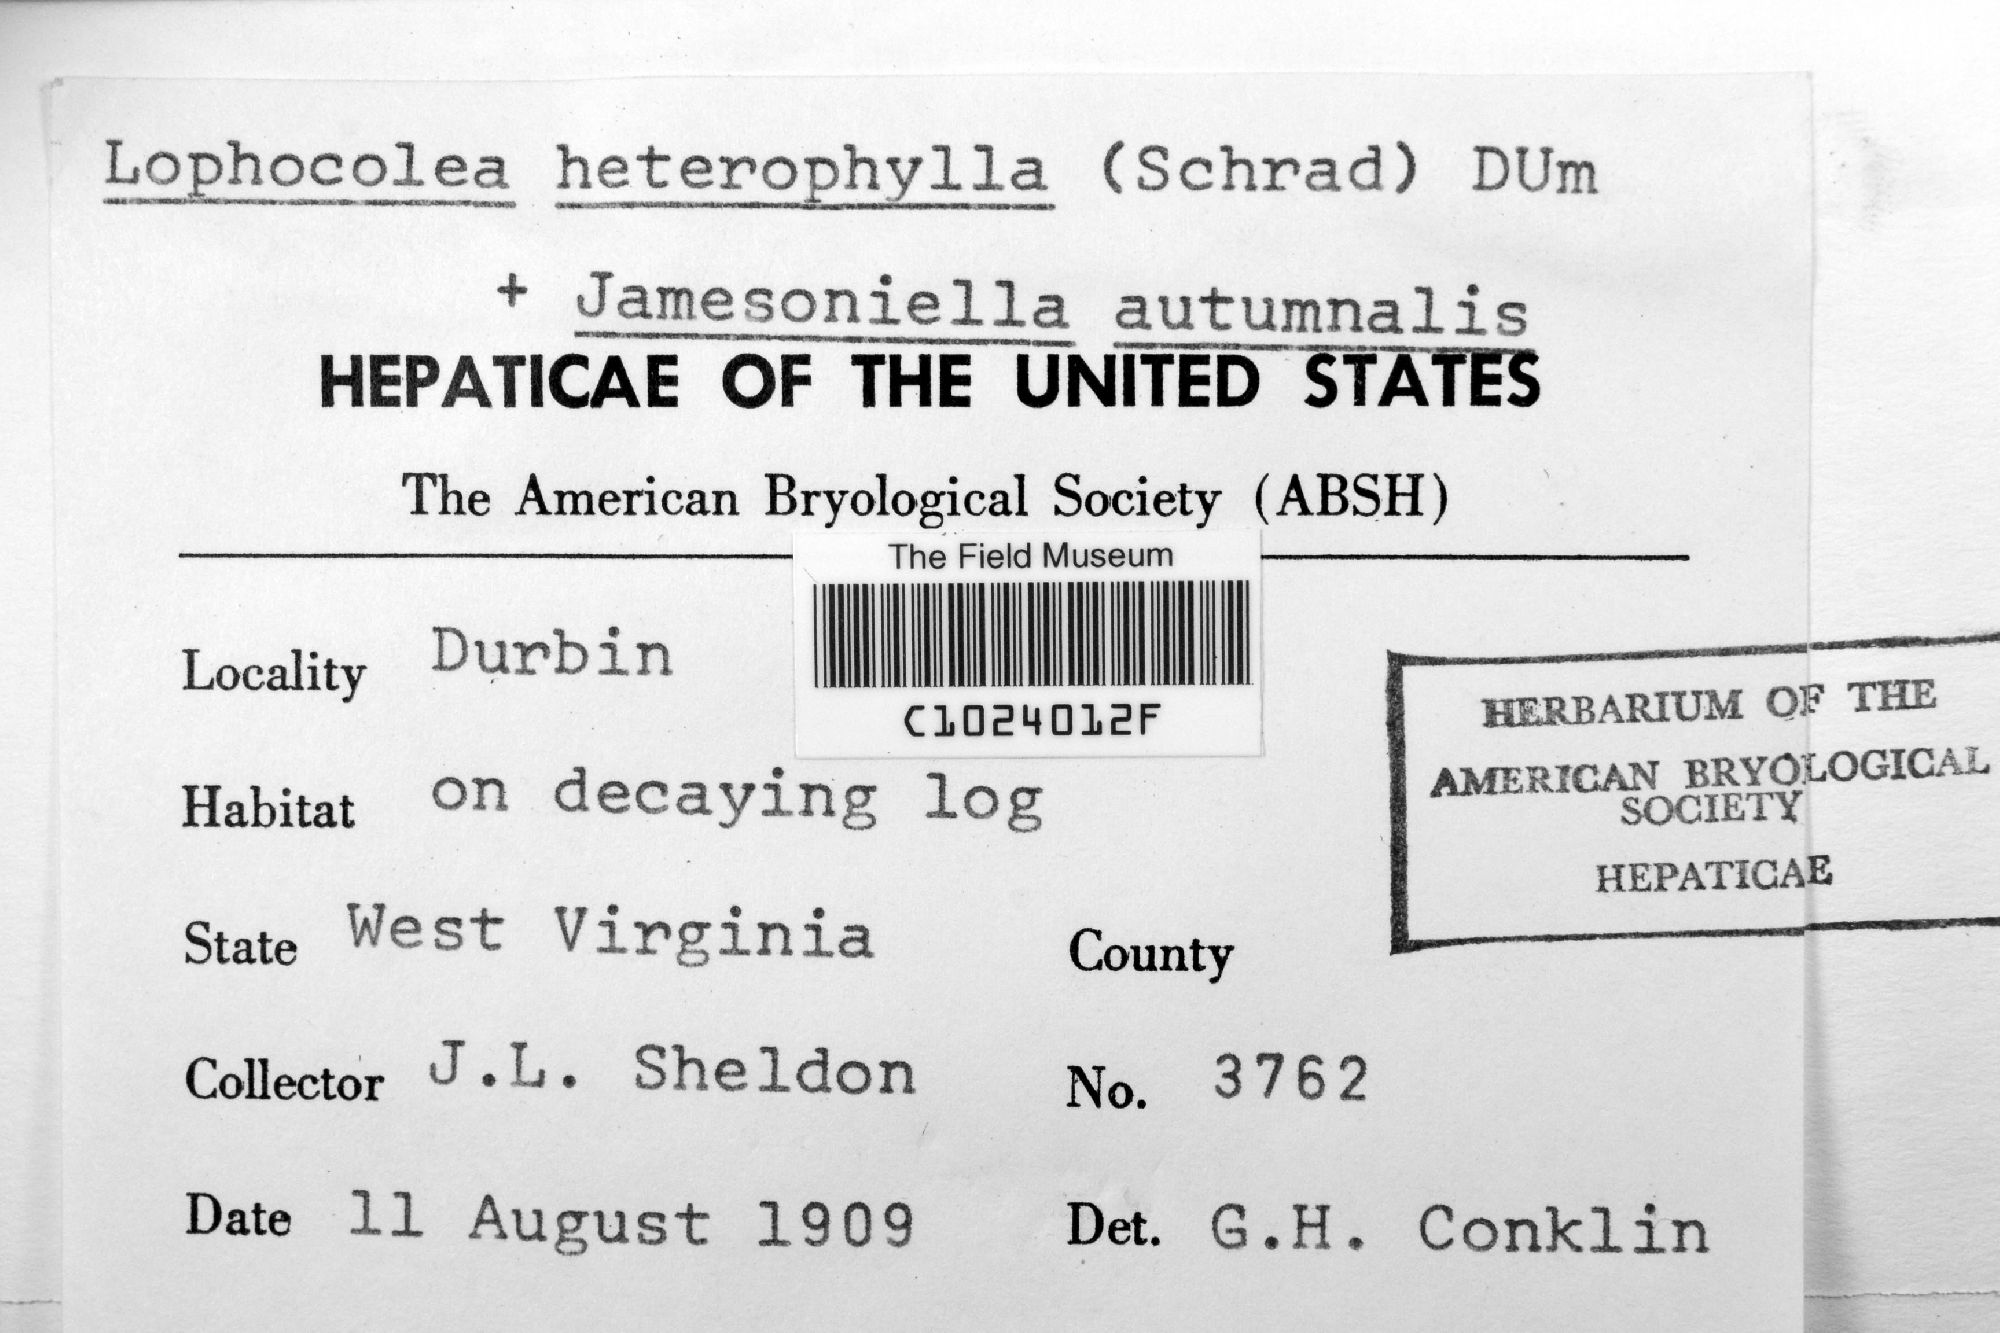 Lophocolea heterophylla (Schrad) DUm
+ Jamesoniella autumnalis
HEPATICAE OF THE UNITED STATES
The American Bryological Society (ABSH)
The Field Museum
C1024012F
Locality Durbin
HERBARIUM OF THE
AMERICAN BRYOLOGICAL
SOCIETY
HEPATICAE
Habitat on decaying log
State West Virginia County
Collector J.L. Sheldon No. 3762
Date 11 August 1909 Det. G.H. Conklin